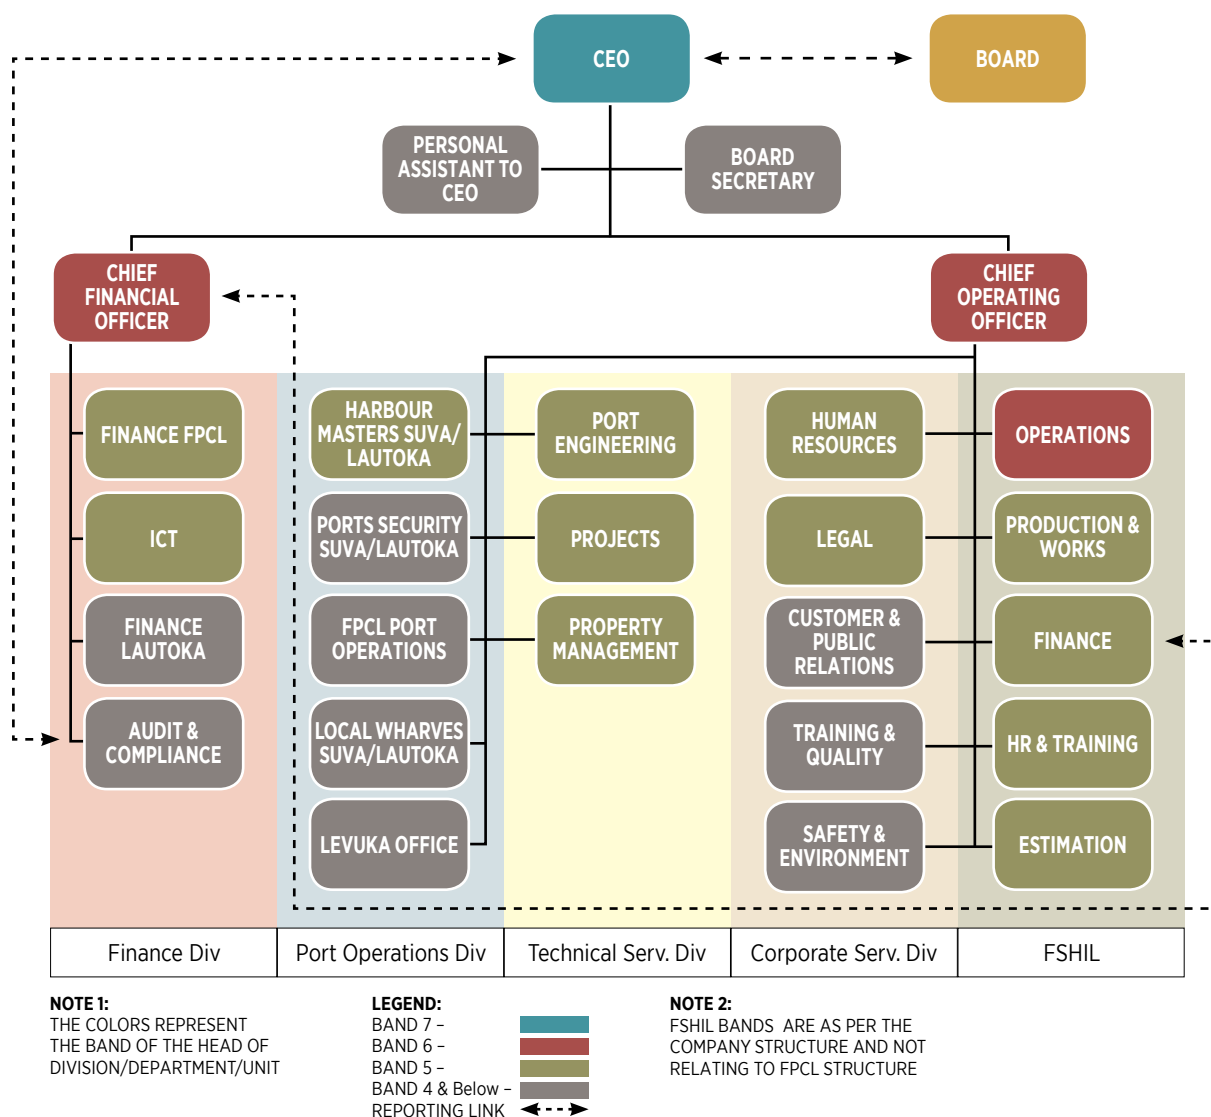 CEO
BOARD
PERSONAL
ASSISTANT TO
CEO
BOARD
SECRETARY
CHIEF
FINANCIAL
OFFICER
CHIEF
OPERATING
OFFICER
FINANCE FPCL
ICT
FINANCE
LAUTOKA
AUDIT &
COMPLIANCE
HARBOUR
MASTERS SUVA/
LAUTOKA
PORTS SECURITY
SUVA/LAUTOKA
FPCL PORT
OPERATIONS
LOCAL WHARVES
SUVA/LAUTOKA
LEVUKA OFFICE
PORT
ENGINEERING
PROJECTS
PROPERTY
MANAGEMENT
HUMAN
RESOURCES
LEGAL
CUSTOMER &
PUBLIC
RELATIONS
TRAINING &
QUALITY
SAFETY &
ENVIRONMENT
OPERATIONS
PRODUCTION &
WORKS
FINANCE
HR & TRAINING
ESTIMATION
Finance Div
Port Operations Div
Technical Serv. Div
Corporate Serv. Div
FSHIL
NOTE 1:
THE COLORS REPRESENT
THE BAND OF THE HEAD OF
DIVISION/DEPARTMENT/UNIT
LEGEND:
BAND 7 –
BAND 6 –
BAND 5 –
BAND 4 & Below –
REPORTING LINK
NOTE 2:
FSHIL BANDS ARE AS PER THE
COMPANY STRUCTURE AND NOT
RELATING TO FPCL STRUCTURE